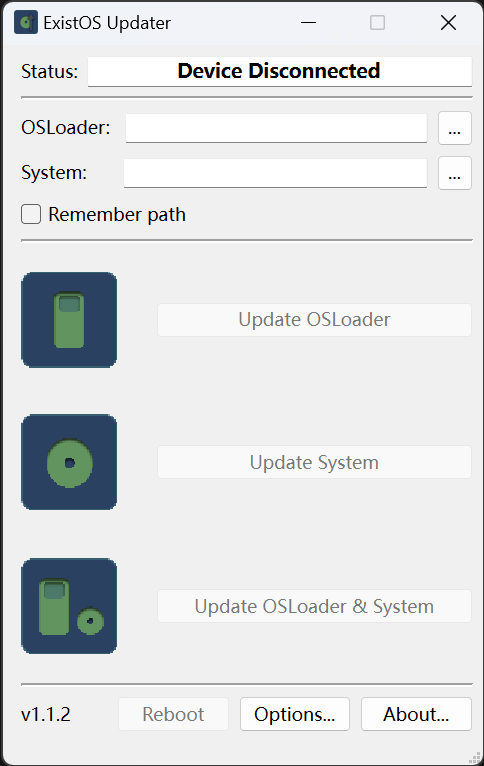 ExistOS Updater
Status: Device Disconnected
OSLoader: ...
System: ...
Remember path
Update OSLoader
Update System
Update OSLoader & System
v1.1.2 Reboot Options... About...